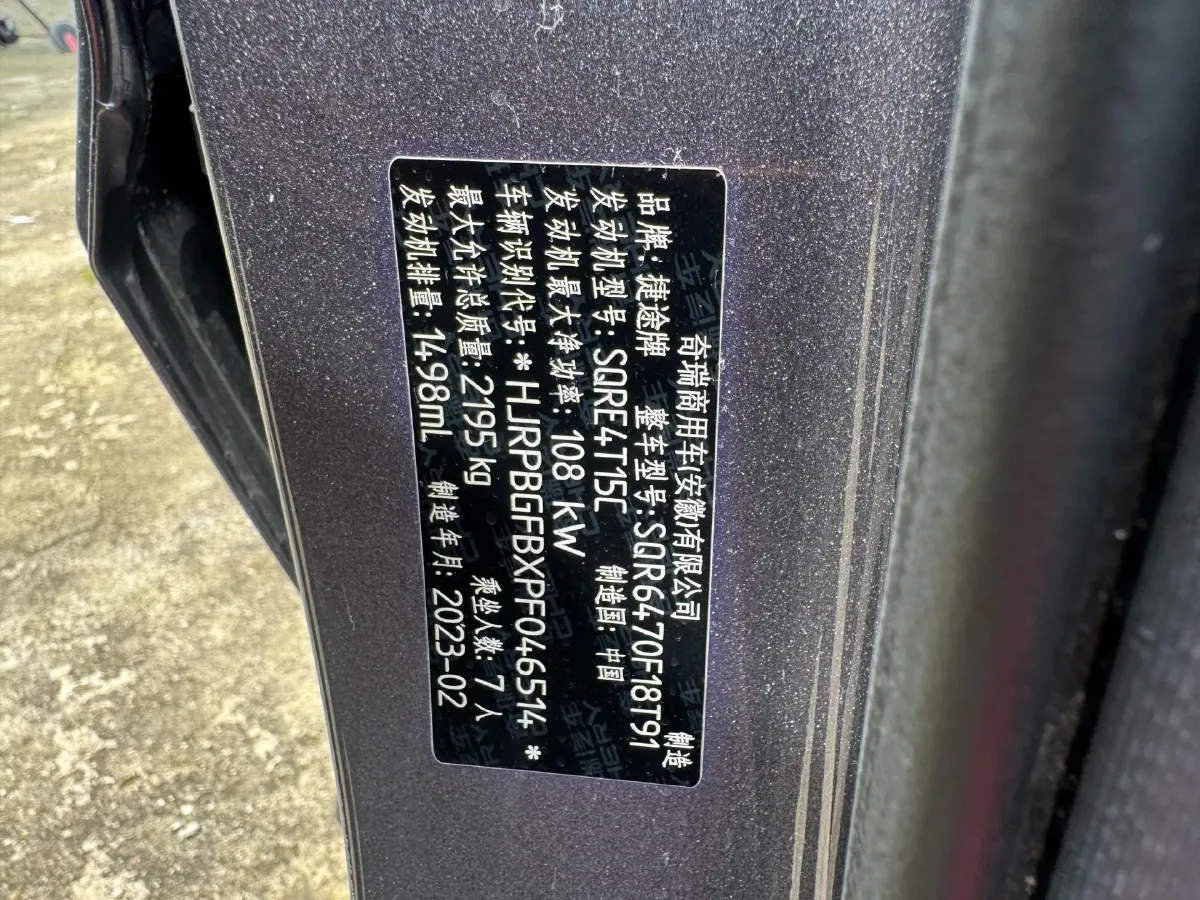 奇瑞商用车(安徽)有限公司 制造
品牌: 捷途牌 整车型号: SQR6470F18T91
发动机型号: SQRE4T15C 制造国: 中国
发动机最大净功率: 108 kW
车辆识别代号: *HJRPBGFBXPF046514*
最大允许总质量: 2195 kg 乘坐人数: 7 人
发动机排量: 1498mL 制造年月: 2023-02